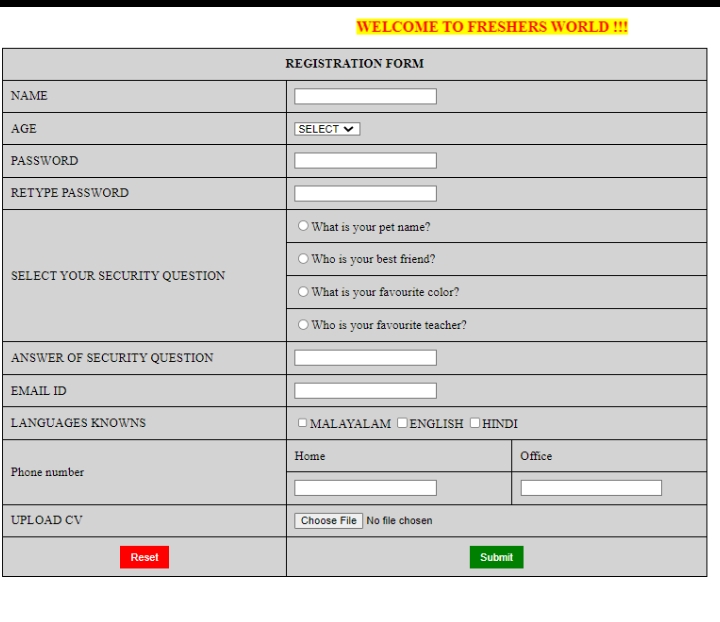 WELCOME TO FRESHERS WORLD !!!
REGISTRATION FORM
NAME
AGE SELECT
PASSWORD
RETYPE PASSWORD
SELECT YOUR SECURITY QUESTION
What is your pet name?
Who is your best friend?
What is your favourite color?
Who is your favourite teacher?
ANSWER OF SECURITY QUESTION
EMAIL ID
LANGUAGES KNOWNS MALAYALAM ENGLISH HINDI
Phone number
Home Office
UPLOAD CV Choose File No file chosen
Reset Submit